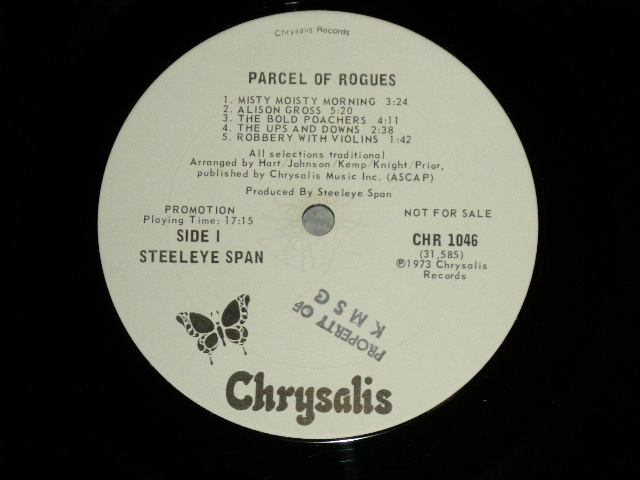 Chrysalis Records
PARCEL OF ROGUES
1. MISTY MOISTY MORNING 3:24
2. ALISON GROSS 5:20
3. THE BOLD POACHERS 4:11
4. THE UPS AND DOWNS 2:38
5. ROBBERY WITH VIOLINS 1:42
All selections traditional
Arranged by Hart/Johnson/Kemp/Knight/Prior,
published by Chrysalis Music Inc. (ASCAP)
Produced By Steeleye Span
PROMOTION
Playing Time: 17:15
SIDE I
STEELEYE SPAN
NOT FOR SALE
CHR 1046
(31,585)
℗1973 Chrysalis
Records
PROPERTY OF
KMSG
Chrysalis